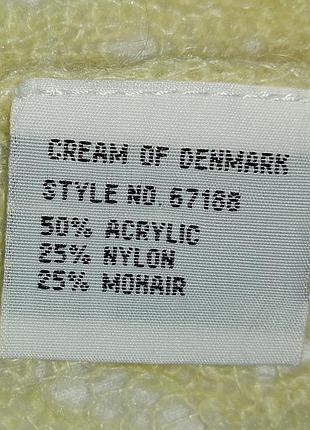 CREAM OF DENMARK
STYLE NO. 67188
50% ACRYLIC
25% NYLON
25% MOHAIR